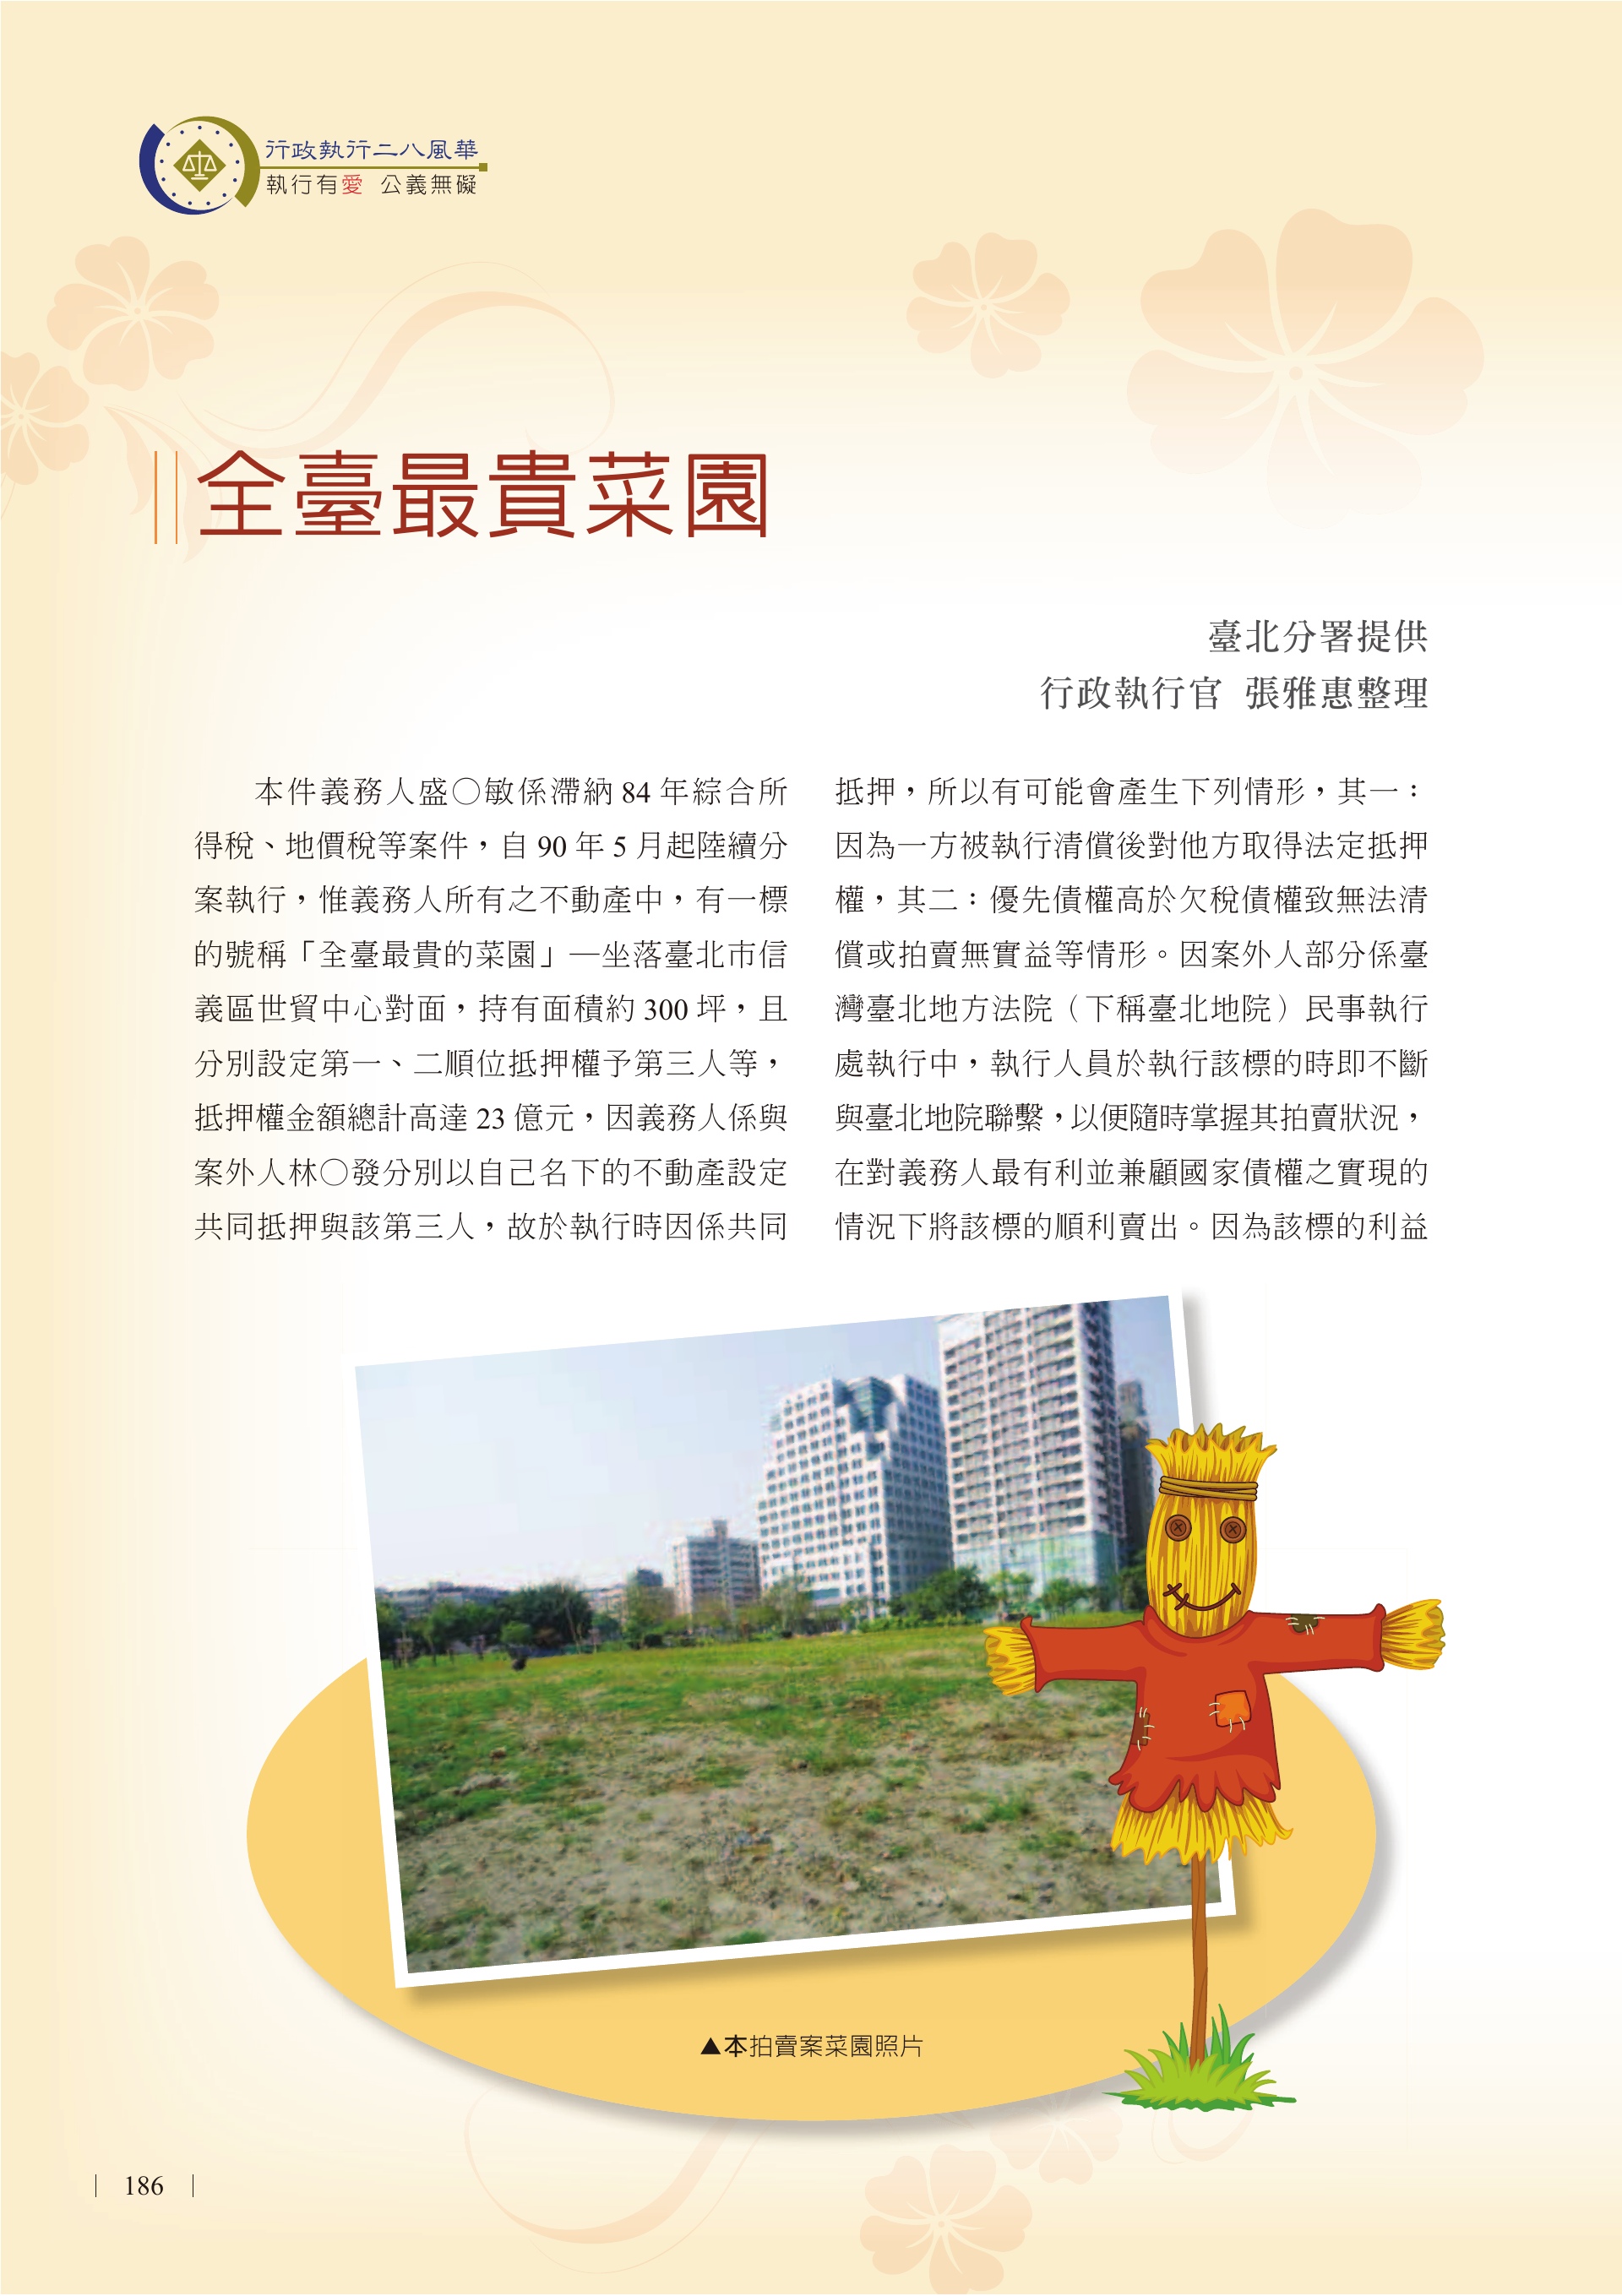 行政執行二八風華
執行有愛 公義無礙
全臺最貴菜園
臺北分署提供
行政執行官 張雅惠整理
本件義務人盛○敏係滯納 84 年綜合所
得稅、地價稅等案件，自 90 年 5 月起陸續分
案執行，惟義務人所有之不動產中，有一標
的號稱「全臺最貴的菜園」—坐落臺北市信
義區世貿中心對面，持有面積約 300 坪，且
分別設定第一、二順位抵押權予第三人等，
抵押權金額總計高達 23 億元，因義務人係與
案外人林○發分別以自己名下的不動產設定
共同抵押與該第三人，故於執行時因係共同
抵押，所以有可能會產生下列情形，其一：
因為一方被執行清償後對他方取得法定抵押
權，其二：優先債權高於欠稅債權致無法清
償或拍賣無實益等情形。因案外人部分係臺
灣臺北地方法院（下稱臺北地院）民事執行
處執行中，執行人員於執行該標的時即不斷
與臺北地院聯繫，以便隨時掌握其拍賣狀況，
在對義務人最有利並兼顧國家債權之實現的
情況下將該標的順利賣出。因為該標的利益
▲本拍賣案菜園照片
186